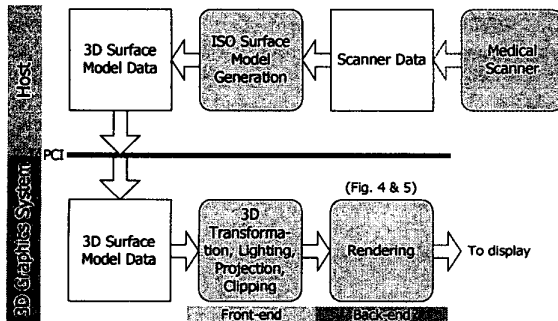 Host
3D Surface
Model Data
ISO Surface
Model
Generation
Scanner Data
Medical
Scanner
PCI
3D Graphics System
3D Surface
Model Data
3D
Transforma-
tion, Lighting,
Projection,
Clipping
(Fig. 4 & 5)
Rendering
To display
Front-end
Back-end